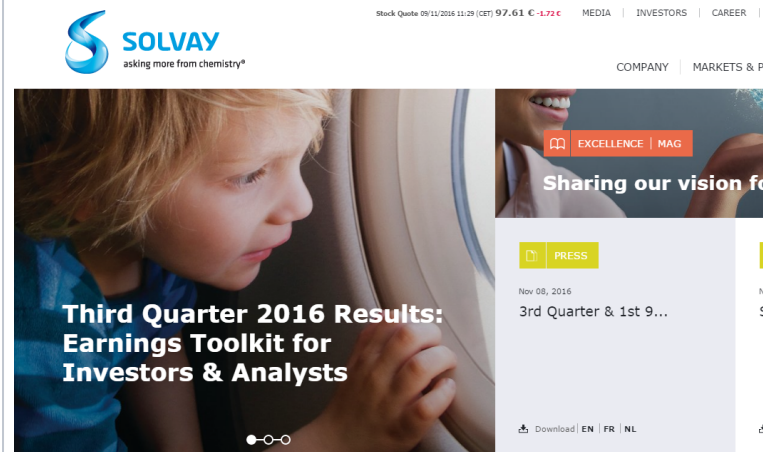 Stock Quote 09/11/2016 11:29 (CET) 97.61 € -1.72 € MEDIA INVESTORS CAREER
SOLVAY
asking more from chemistry®
COMPANY MARKETS &
EXCELLENCE | MAG
Sharing our vision
PRESS
Nov 08, 2016
3rd Quarter & 1st 9...
Third Quarter 2016 Results:
Earnings Toolkit for
Investors & Analysts
Download | EN | FR | NL